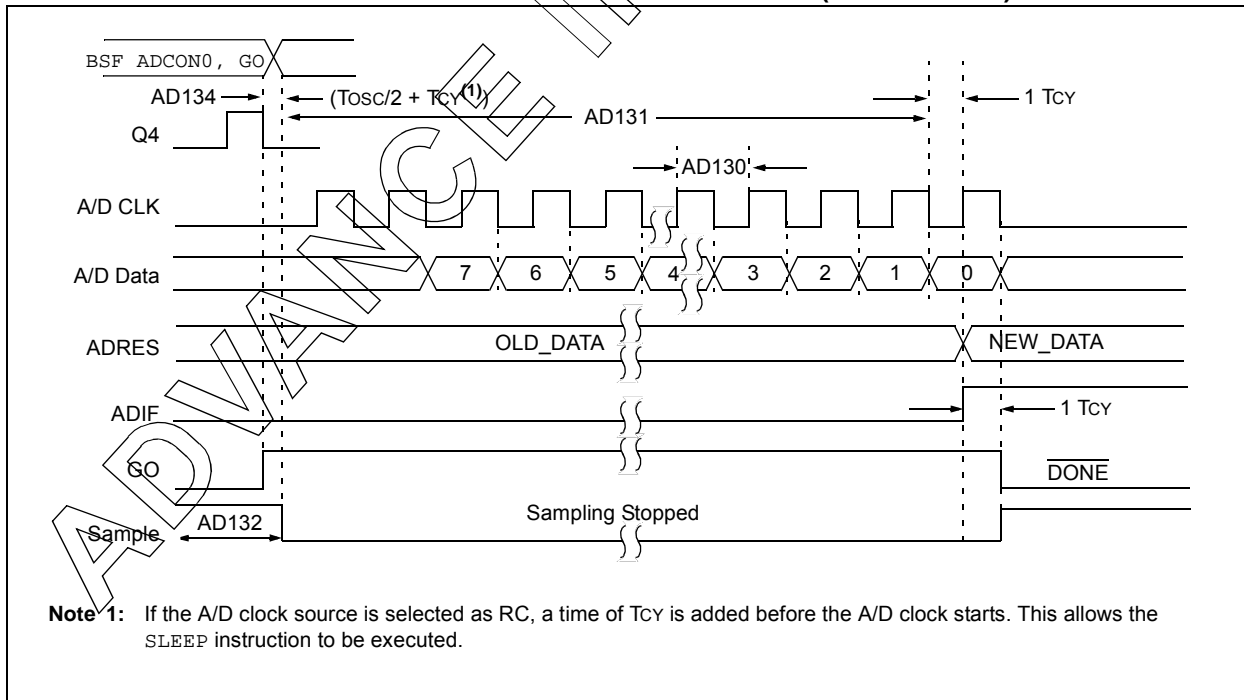 BSF ADCON0, GO
AD134
(TOSC/2 + TCY(1))
1 TCY
AD131
Q4
AD130
A/D CLK
A/D Data
7 6 5 4 3 2 1 0
ADRES
OLD_DATA
NEW_DATA
ADIF
1 TCY
GO
DONE
Sampling Stopped
Sample
AD132
Note 1: If the A/D clock source is selected as RC, a time of TCY is added before the A/D clock starts. This allows the
SLEEP instruction to be executed.
ADVANCE